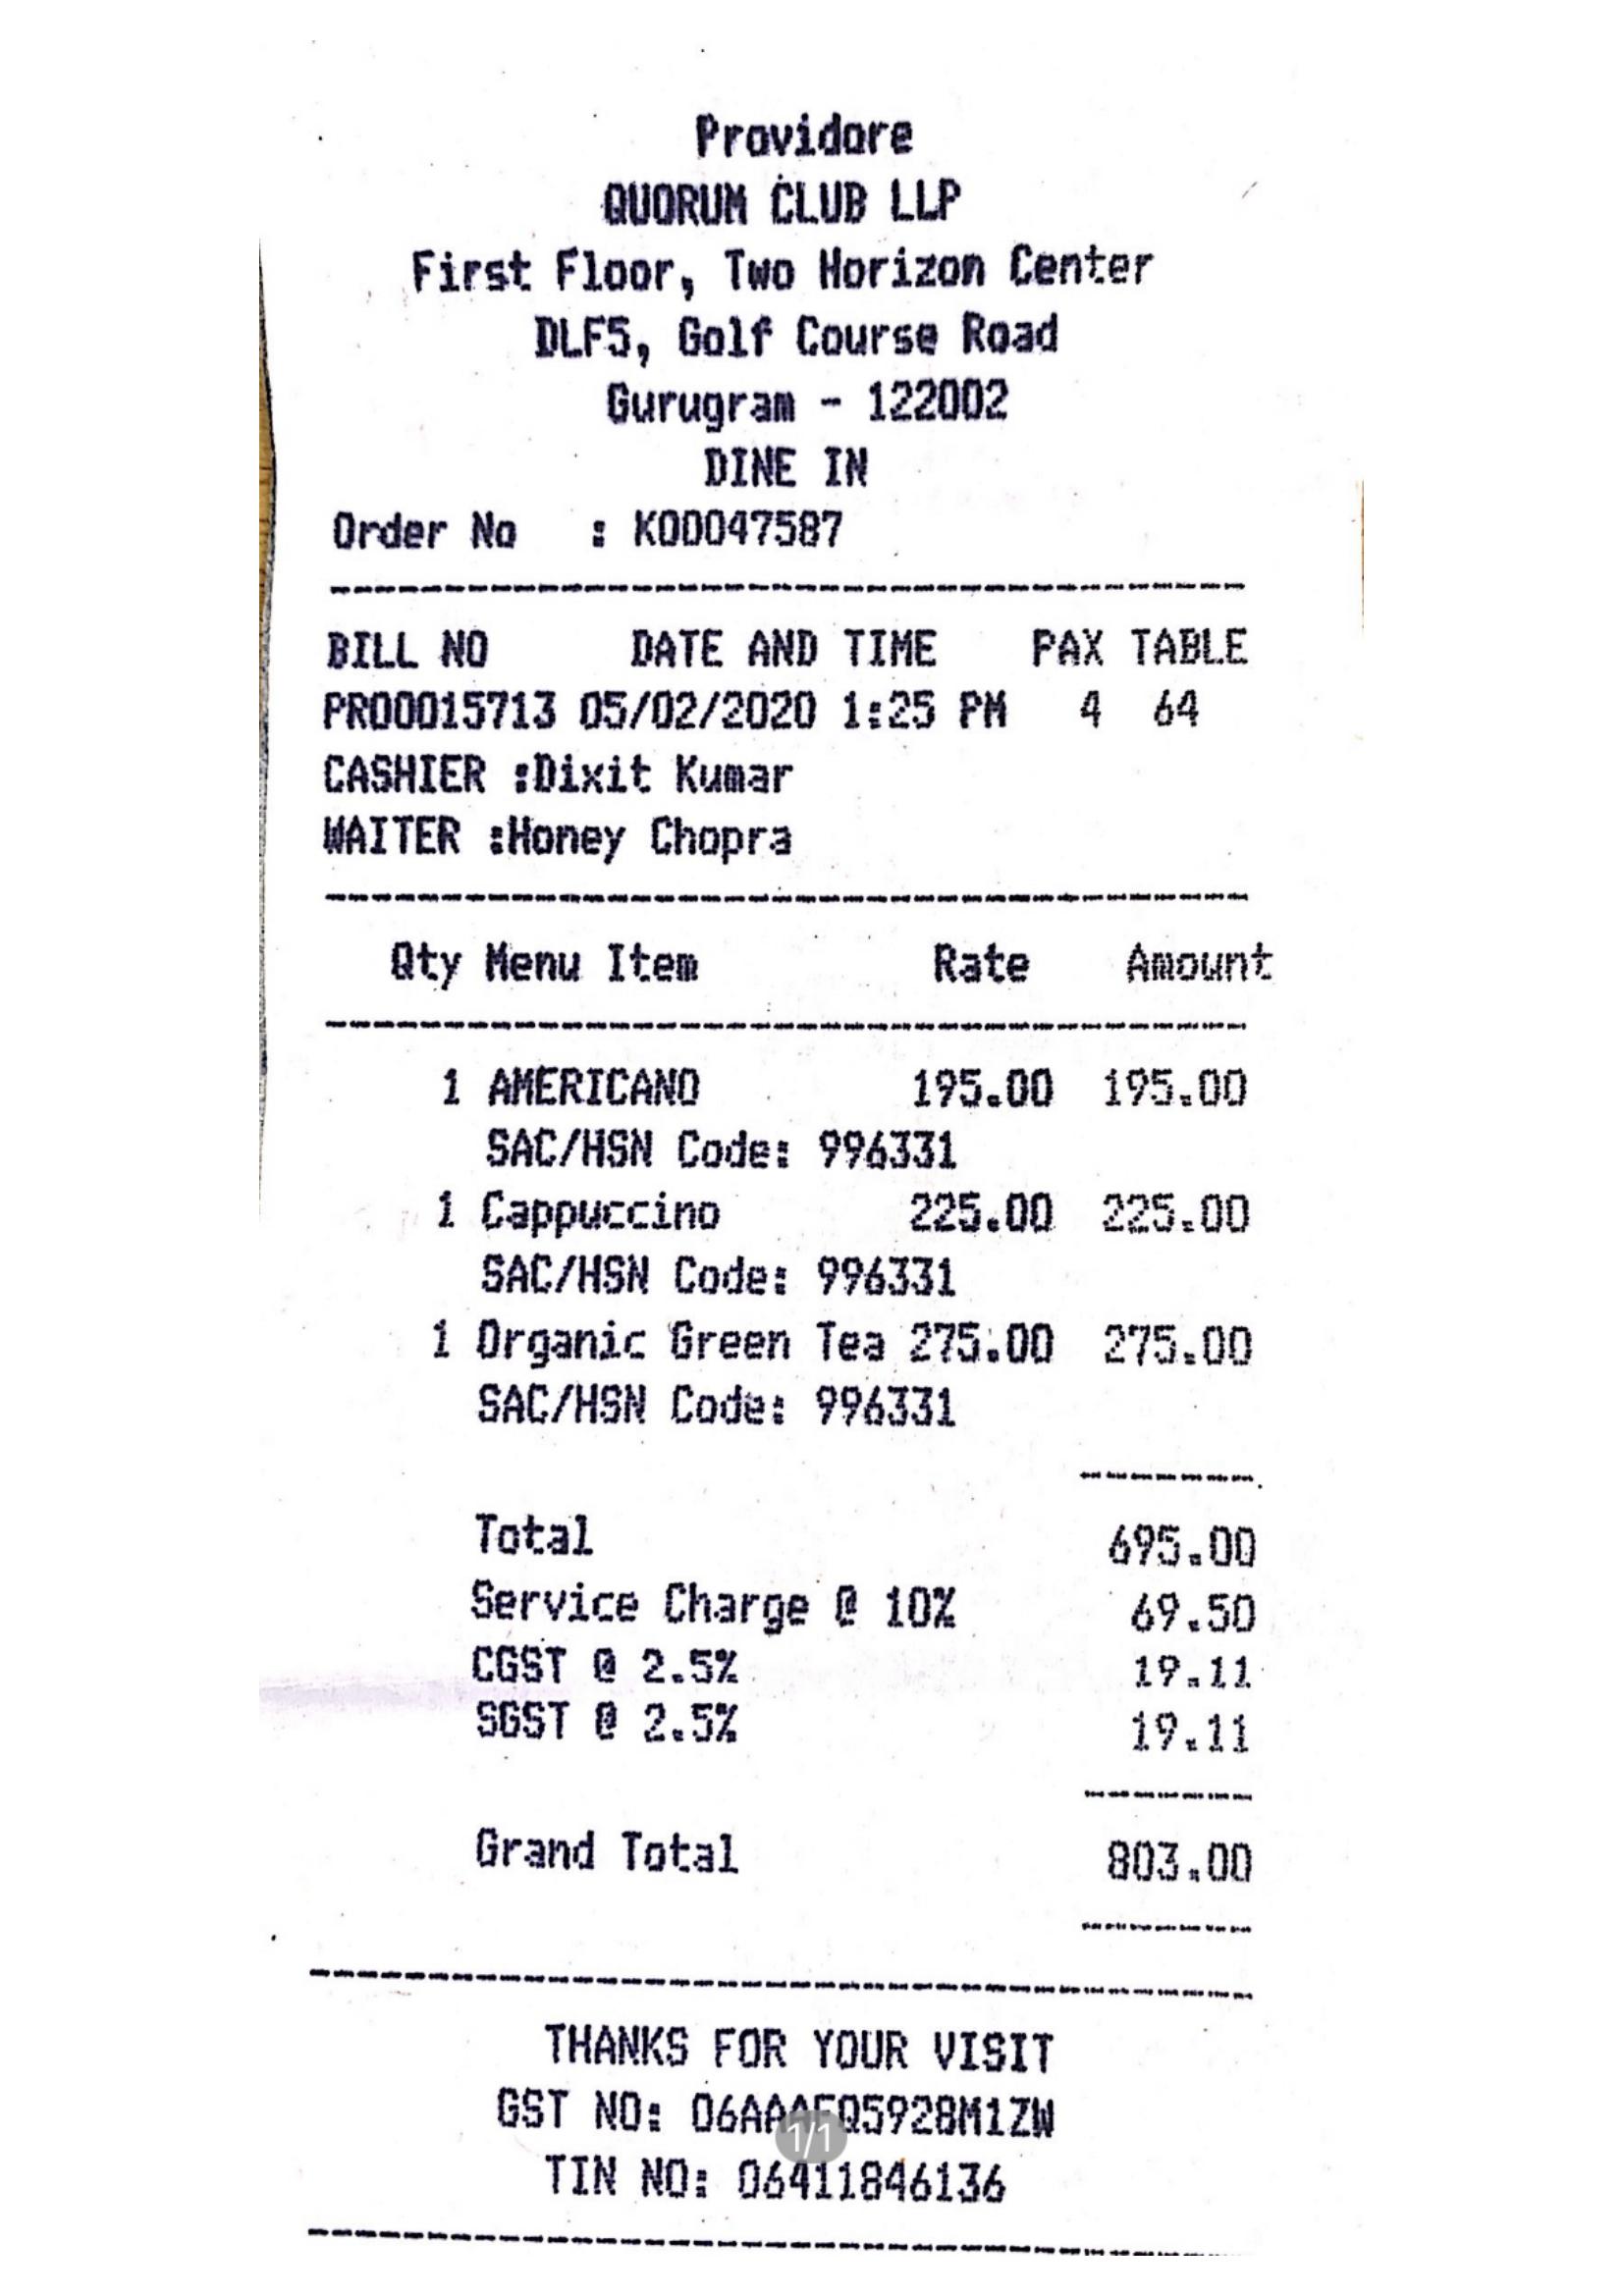 Providore
QUORUM CLUB LLP
First Floor, Two Horizon Center
DLF5, Golf Course Road
Gurugram - 122002
DINE IN
Order No : K00047587
BILL NO DATE AND TIME PAX TABLE
PR00015713 05/02/2020 1:25 PM 4 64
CASHIER :Dixit Kumar
WAITER :Honey Chopra
Qty Menu Item Rate Amount
1 AMERICANO 195.00 195.00
SAC/HSN Code: 996331
1 Cappuccino 225.00 225.00
SAC/HSN Code: 996331
1 Organic Green Tea 275.00 275.00
SAC/HSN Code: 996331
Total 695.00
Service Charge @ 10% 69.50
CGST @ 2.5% 19.11
SGST @ 2.5% 19.11
Grand Total 803.00
THANKS FOR YOUR VISIT
GST NO:
1/1
TIN NO: 06411846136